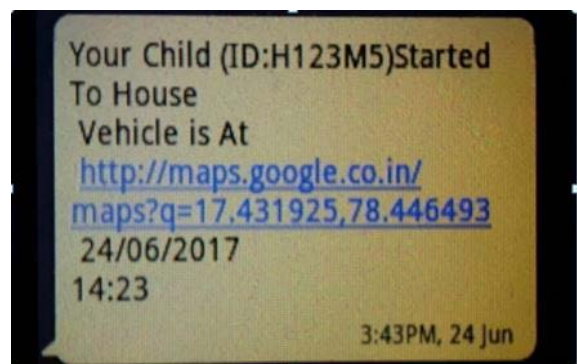 Your Child (ID:H123M5)Started
To House
Vehicle is At
http://maps.google.co.in/
maps?q=17.431925,78.446493
24/06/2017
14:23
3:43PM, 24 Jun